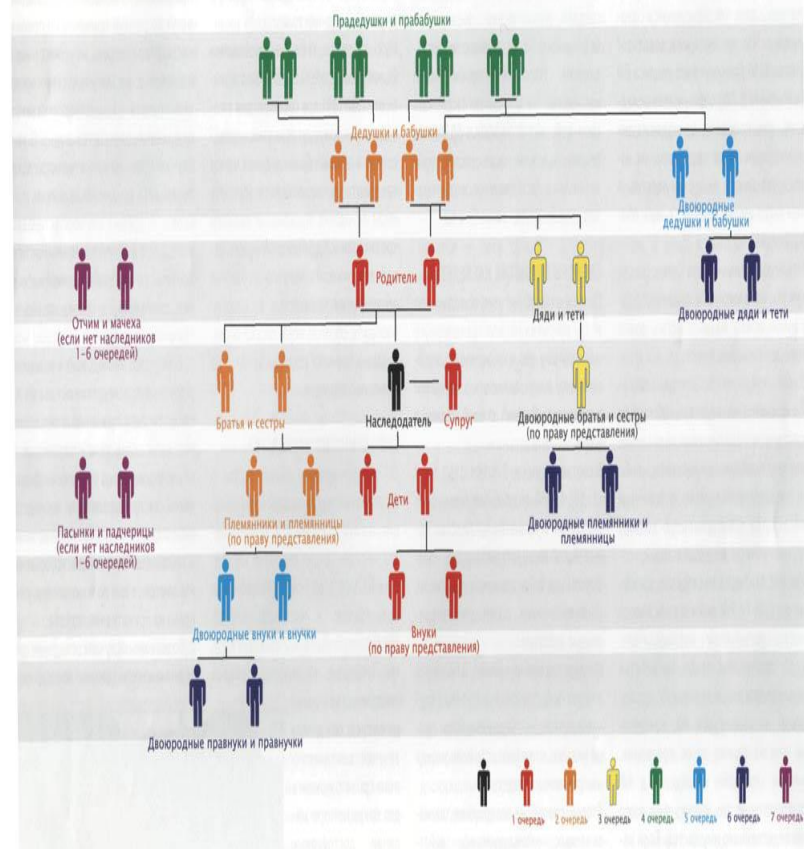 Прадедушки и прабабушки
Дедушки и бабушки
Двоюродные
дедушки и бабушки
Родители
Дяди и тети
Двоюродные дяди и тети
Отчим и мачеха
(если нет наследников
1–6 очередей)
Братья и сестры
Наследодатель
Супруг
Двоюродные братья и сестры
(по праву представления)
Дети
Племянники и племянницы
(по праву представления)
Двоюродные племянники и
племянницы
Пасынки и падчерицы
(если нет наследников
1–6 очередей)
Двоюродные внуки и внучки
Внуки
(по праву представления)
Двоюродные правнуки и правнучки
1 очередь
2 очередь
3 очередь
4 очередь
5 очередь
6 очередь
7 очередь